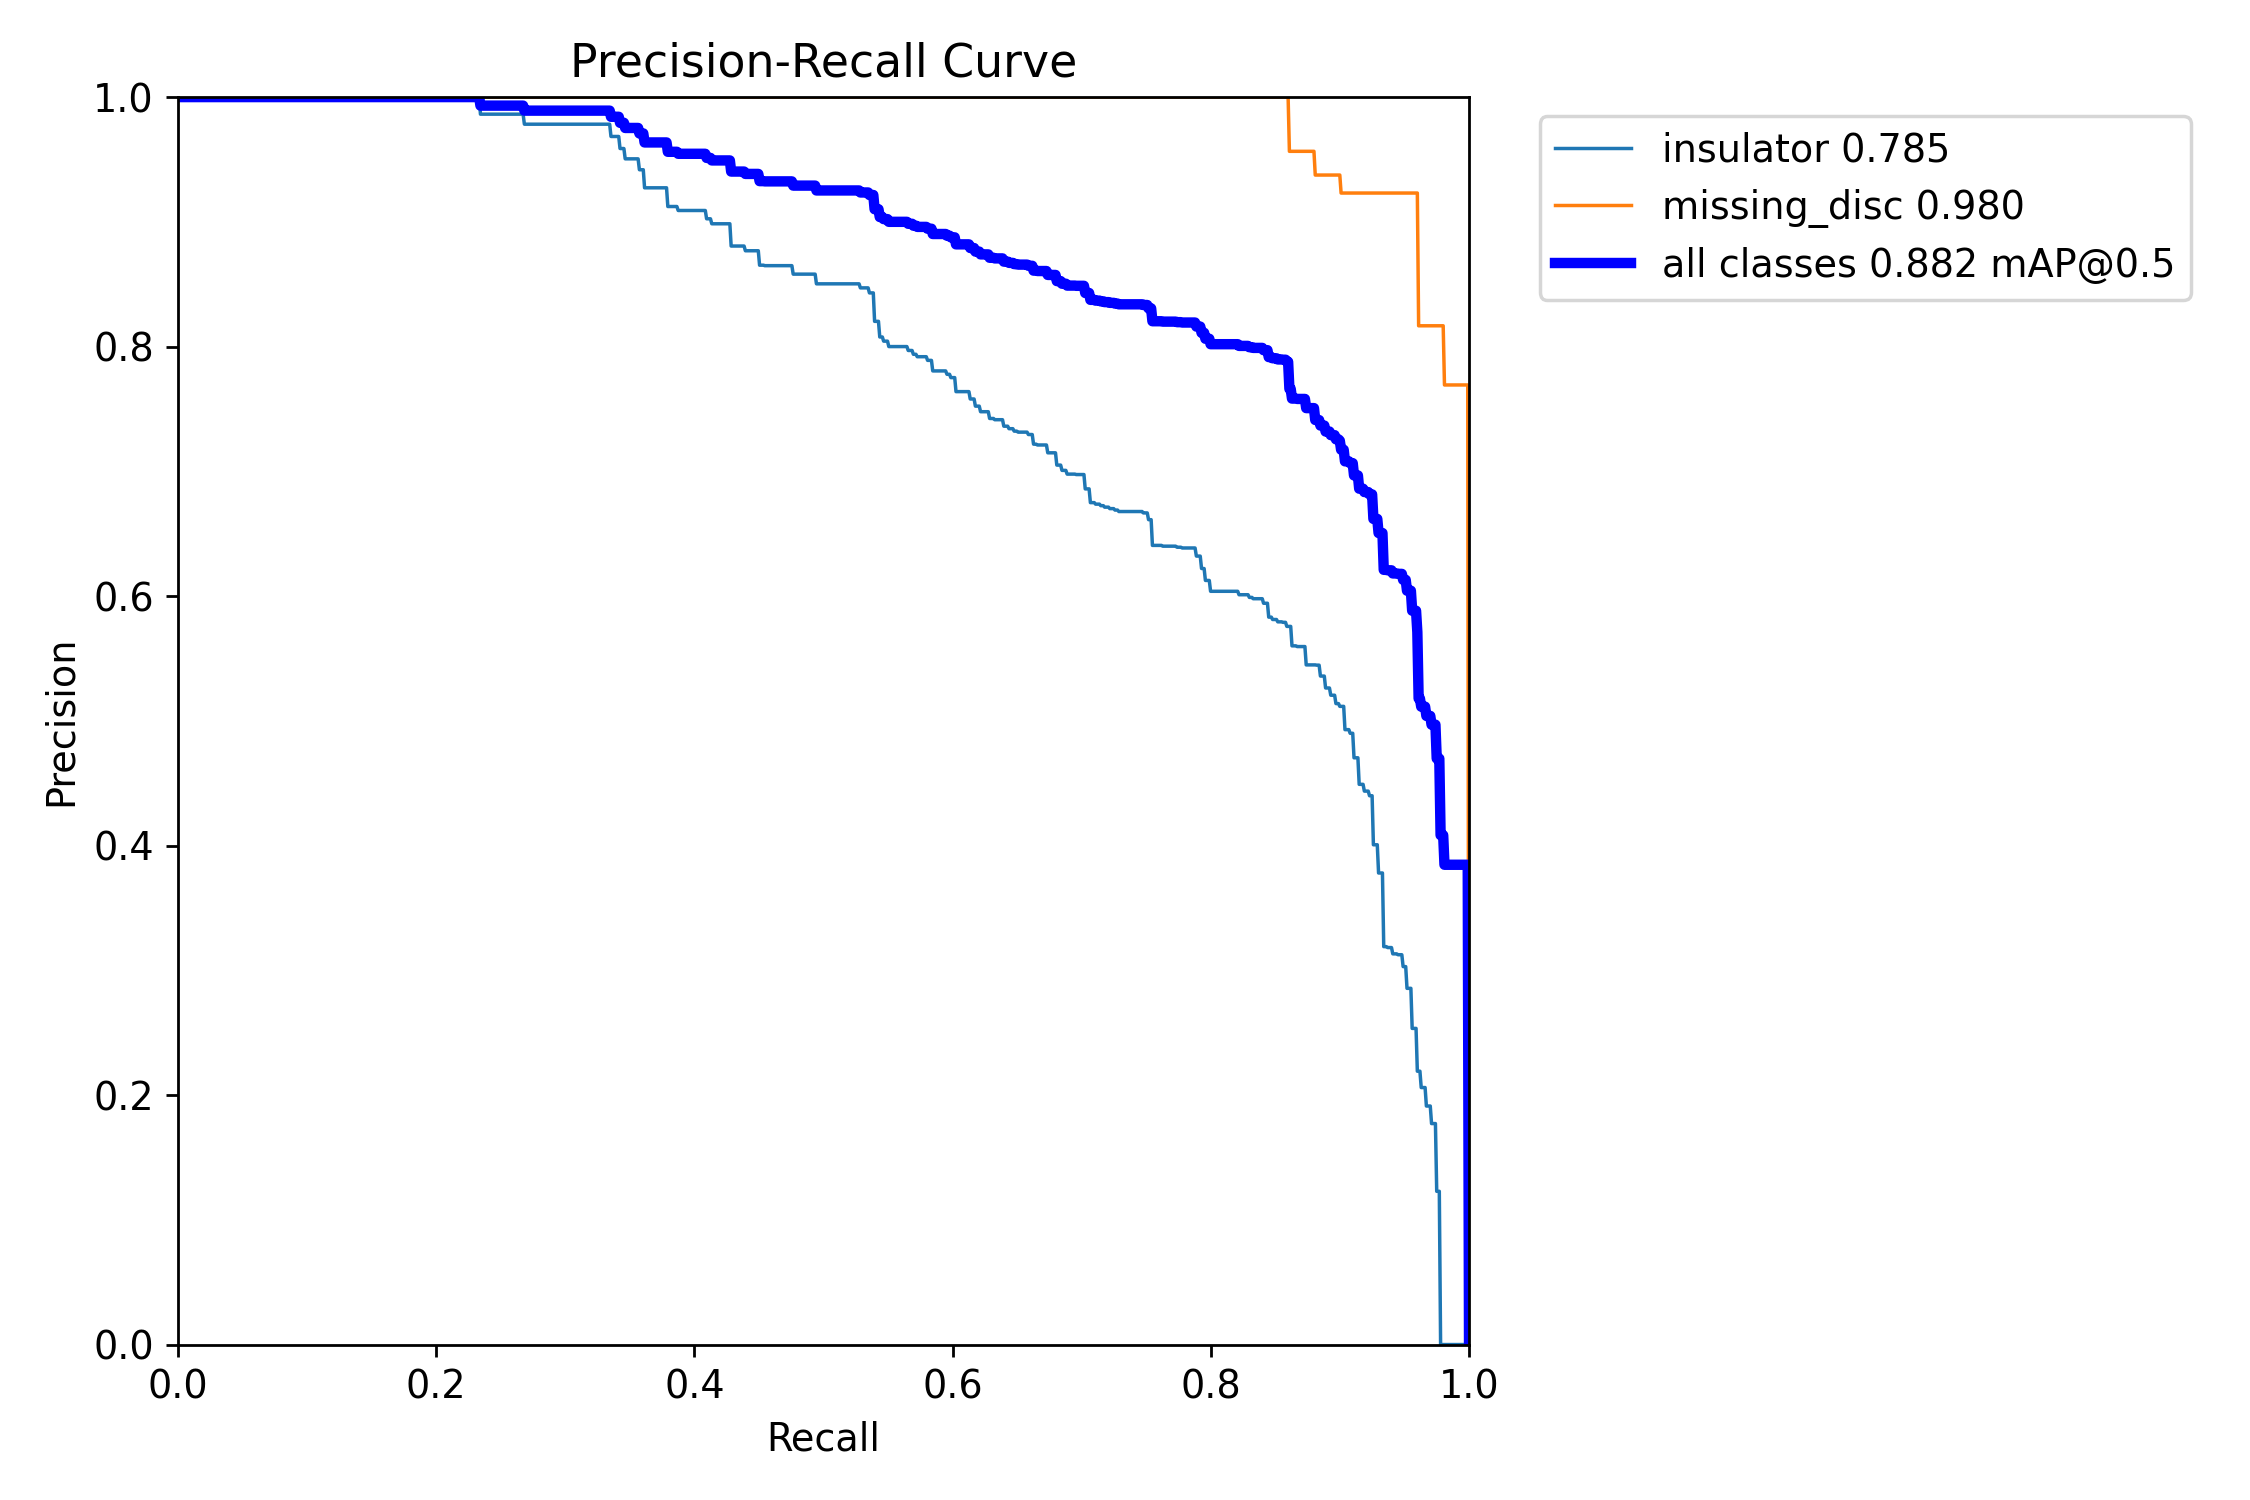 Precision-Recall Curve
1.0
0.8
0.6
0.4
0.2
0.0
Precision
0.0 0.2 0.4 0.6 0.8 1.0
Recall
insulator 0.785
missing_disc 0.980
all classes 0.882 mAP@0.5